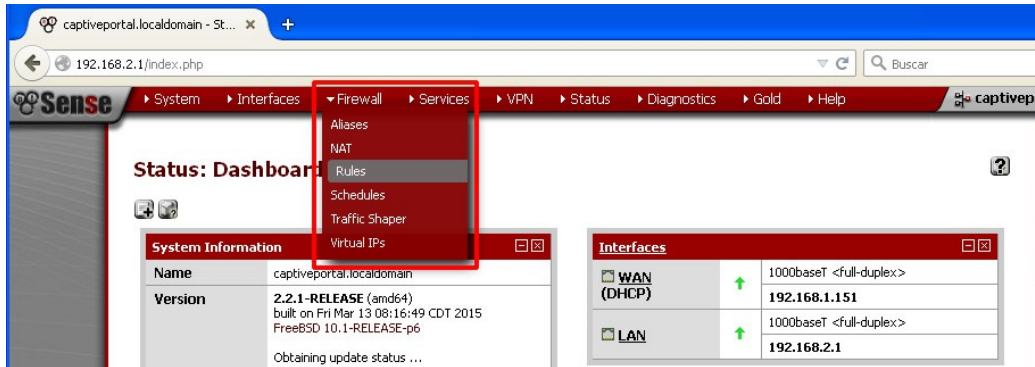 captiveportal.localdomain - St...
192.168.2.1/index.php
Buscar
Sense
System Interfaces Firewall Services VPN Status Diagnostics Gold Help captivep
Aliases
NAT
Rules
Schedules
Traffic Shaper
Virtual IPs
Status: Dashboard
System Information
Name captiveportal.localdomain
Version 2.2.1-RELEASE (amd64)
built on Fri Mar 13 08:16:49 CDT 2015
FreeBSD 10.1-RELEASE-p6
Obtaining update status ...
Interfaces
WAN
(DHCP)
1000baseT <full-duplex>
192.168.1.151
LAN
1000baseT <full-duplex>
192.168.2.1